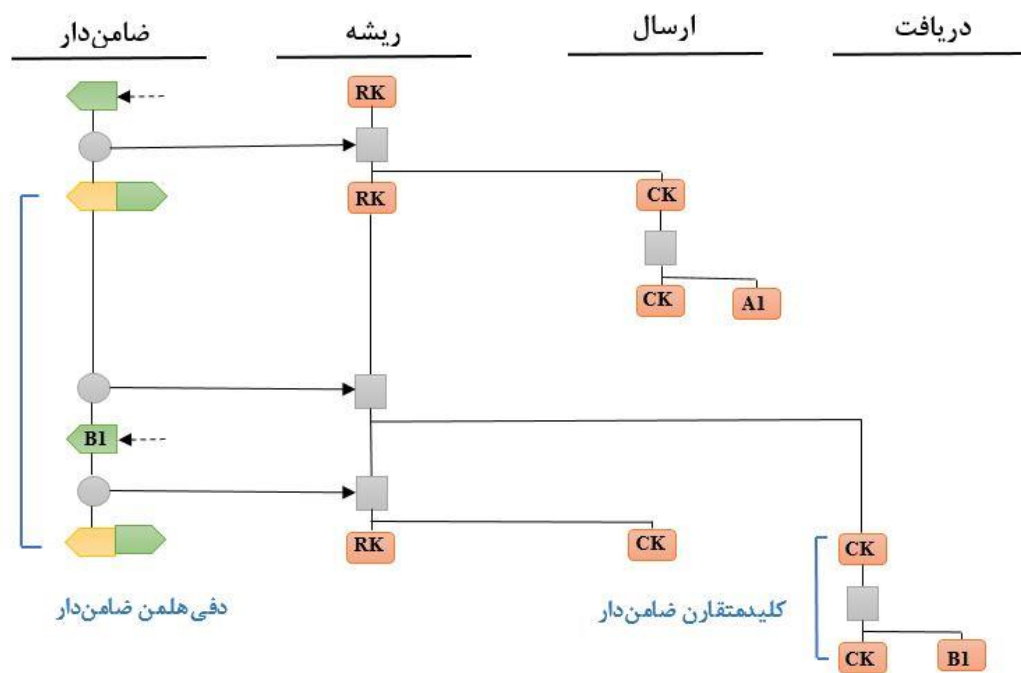 ضامن‌دار ریشه ارسال دریافت
RK
RK CK
CK A1
B1
RK CK CK
دفی‌هلمن ضامن‌دار کلیدمتقارن ضامن‌دار
CK B1